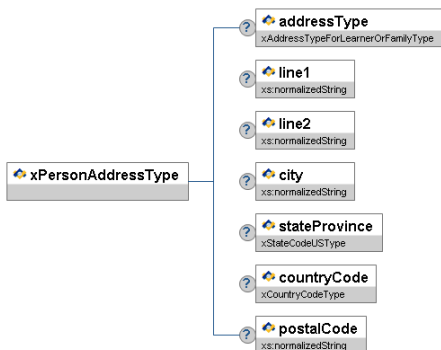 ? addressType
xAddressTypeForLearnerOrFamilyType
? line1
xs:normalizedString
? line2
xs:normalizedString
xPersonAddressType
? city
xs:normalizedString
? stateProvince
xStateCodeUSType
? countryCode
xCountryCodeType
? postalCode
xs:normalizedString